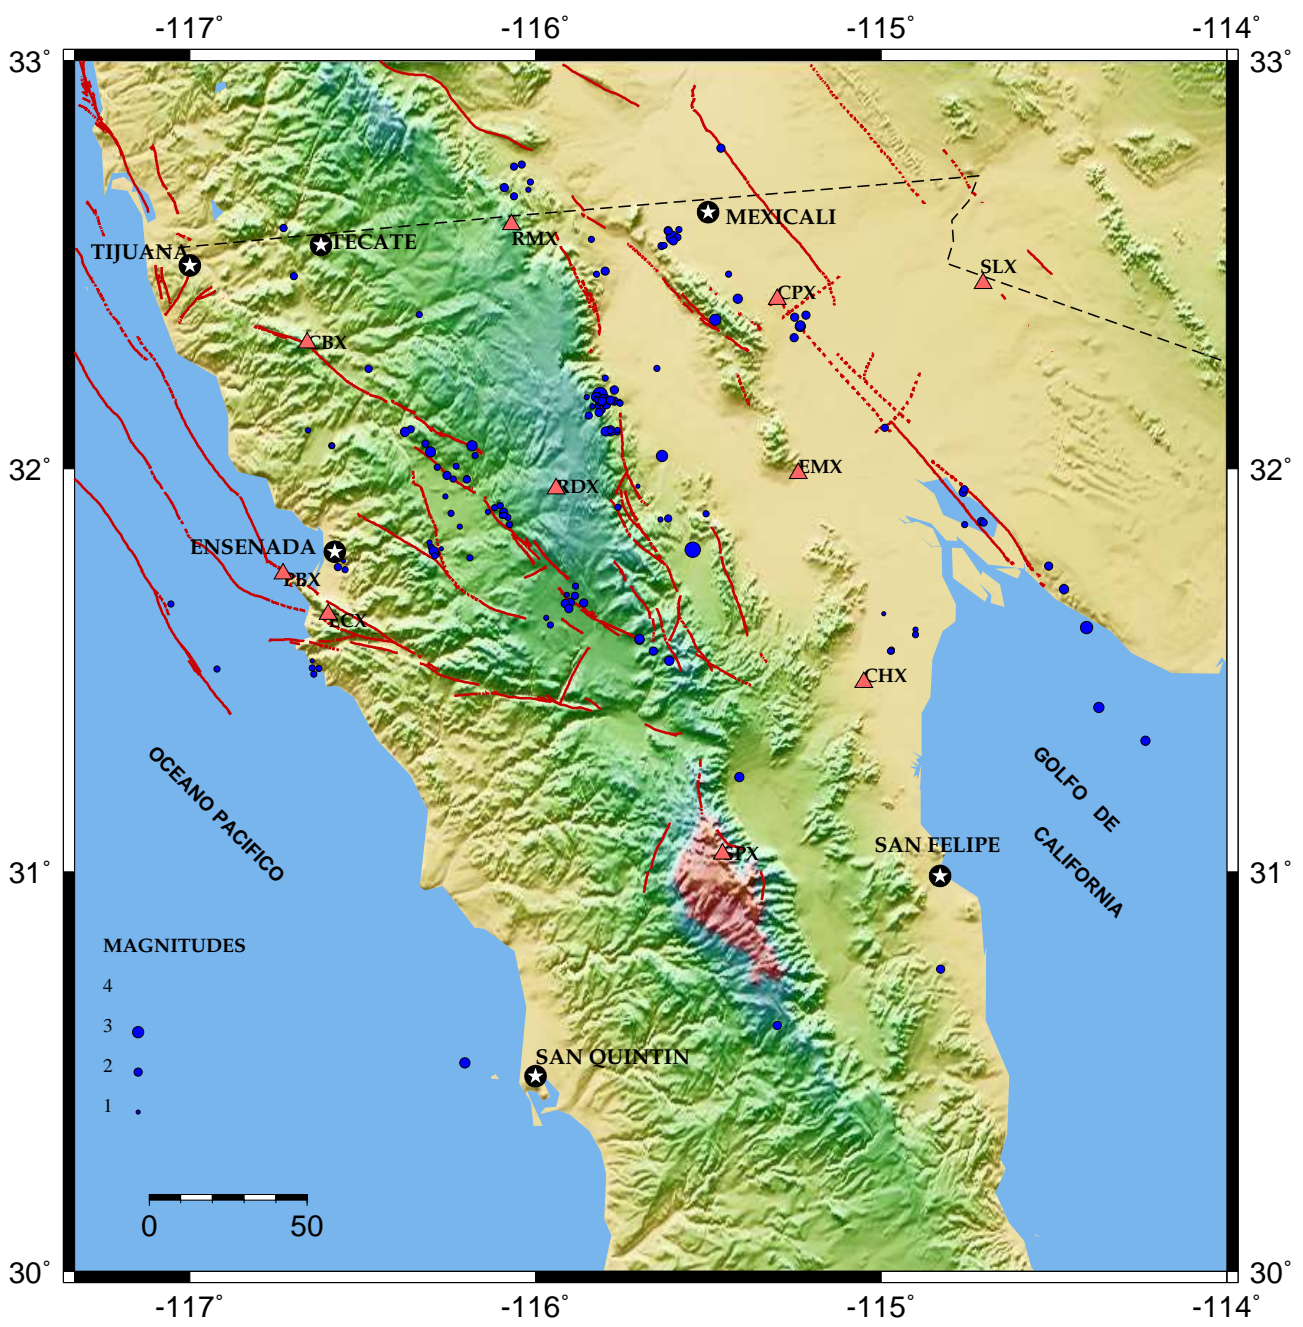 -117° -116° -115° -114°
33° 33°
MEXICALI
RMX
TECATE
TIJUANA
SLX
CPX
CBX
32° 32°
EMX
RDX
ENSENADA
PBX
ECX
CHX
OCEANO PACIFICO
GOLFO DE
CALIFORNIA
SAN FELIPE
SPX
31° 31°
MAGNITUDES
4
3
2
1
SAN QUINTIN
0 50
30° 30°
-117° -116° -115° -114°